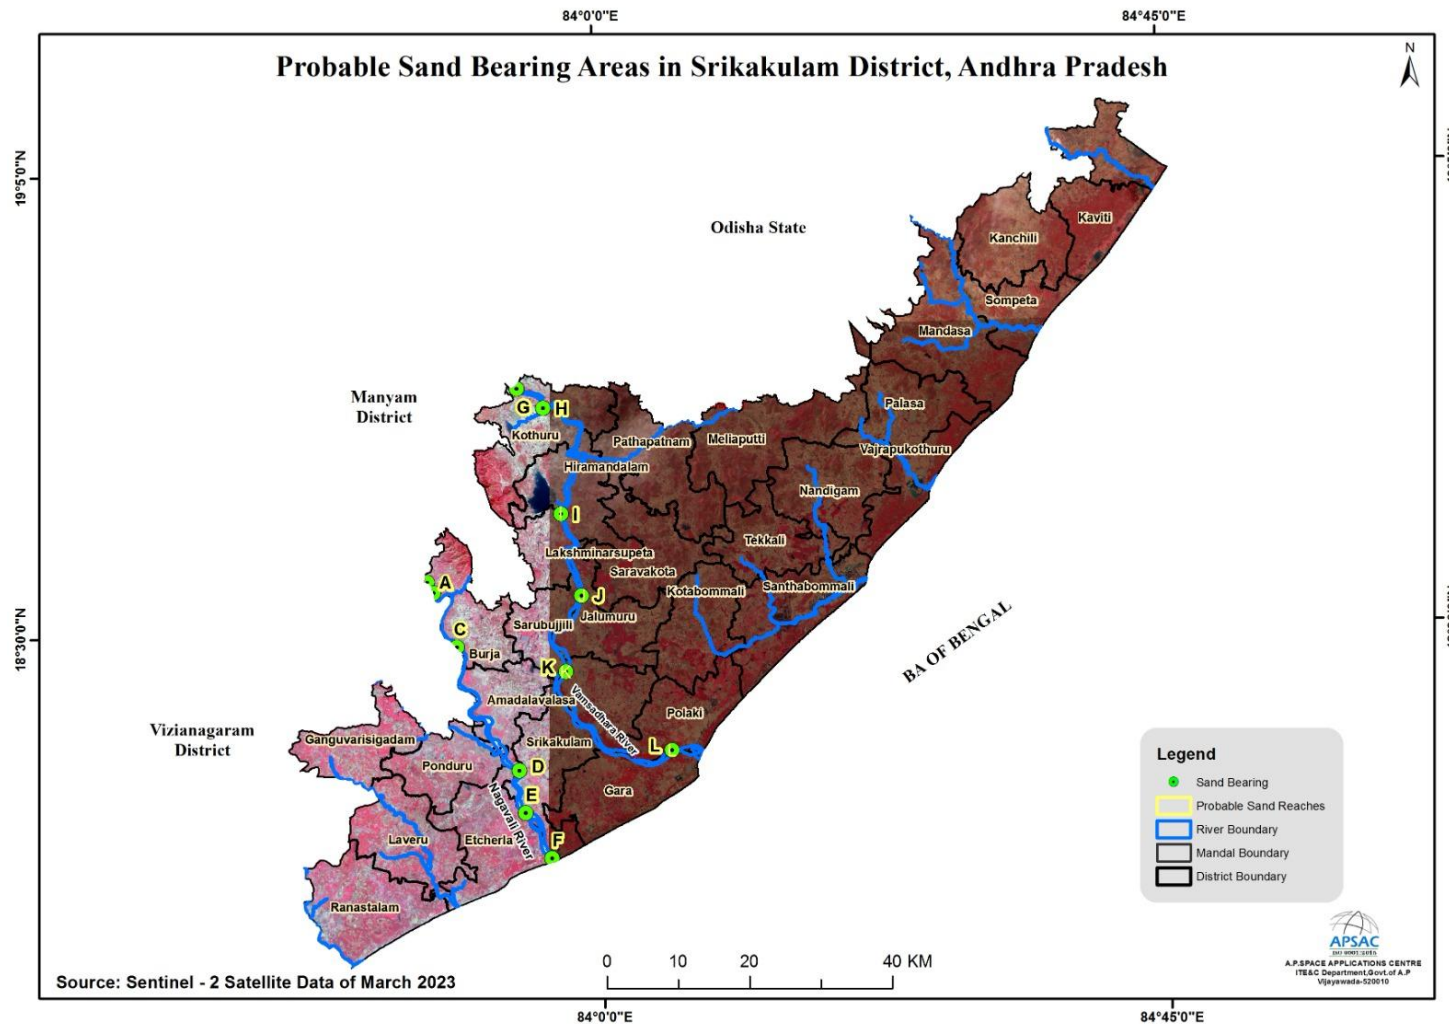 84°0'0"E
84°45'0"E
Probable Sand Bearing Areas in Srikakulam District, Andhra Pradesh
N
19°5'0"N
Odisha State
Kaviti
Kanchili
Sompeta
Mandasa
Manyam
District
Palasa
G
H
Kothuru
Pathapatnam
Meliaputti
Vajrapukothuru
Hiramandalam
Nandigam
I
Tekkali
Lakshminarsupeta
Saravakota
A
Kotabommali
Santhabommali
J
Jalumuru
Sarubujjili
C
18°30'0"N
Burja
K
BA OF BENGAL
Amadalavalasa
Vamsadhara River
Polaki
Vizianagaram
District
Ganguvarisigadam
Srikakulam
L
Ponduru
D
Nagavali River
E
Gara
Laveru
Etcherla
F
Ranastalam
Legend
Sand Bearing
Probable Sand Reaches
River Boundary
Mandal Boundary
District Boundary
APSAC
ISO 9001:2015
A.P.SPACE APPLICATIONS CENTRE
ITE&C Department,Govt.of A.P
Vijayawada-520010
0 10 20 40 KM
Source: Sentinel - 2 Satellite Data of March 2023
84°0'0"E
84°45'0"E